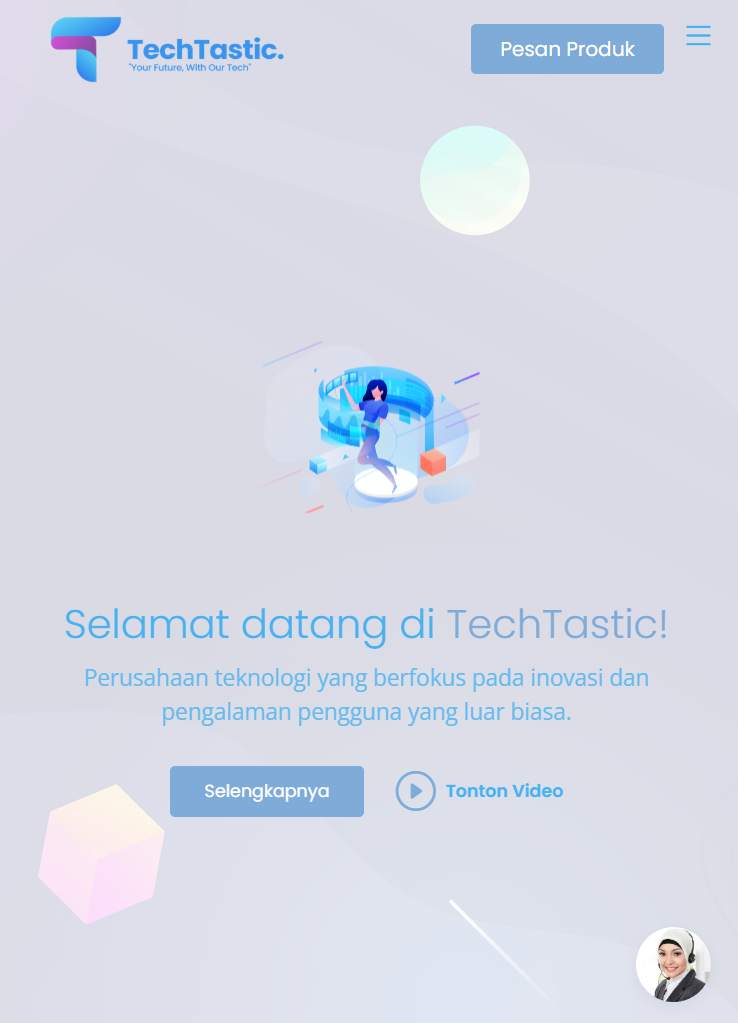 TechTastic.
"Your Future, With Our Tech"
Pesan Produk
Selamat datang di TechTastic!
Perusahaan teknologi yang berfokus pada inovasi dan
pengalaman pengguna yang luar biasa.
Selengkapnya
Tonton Video